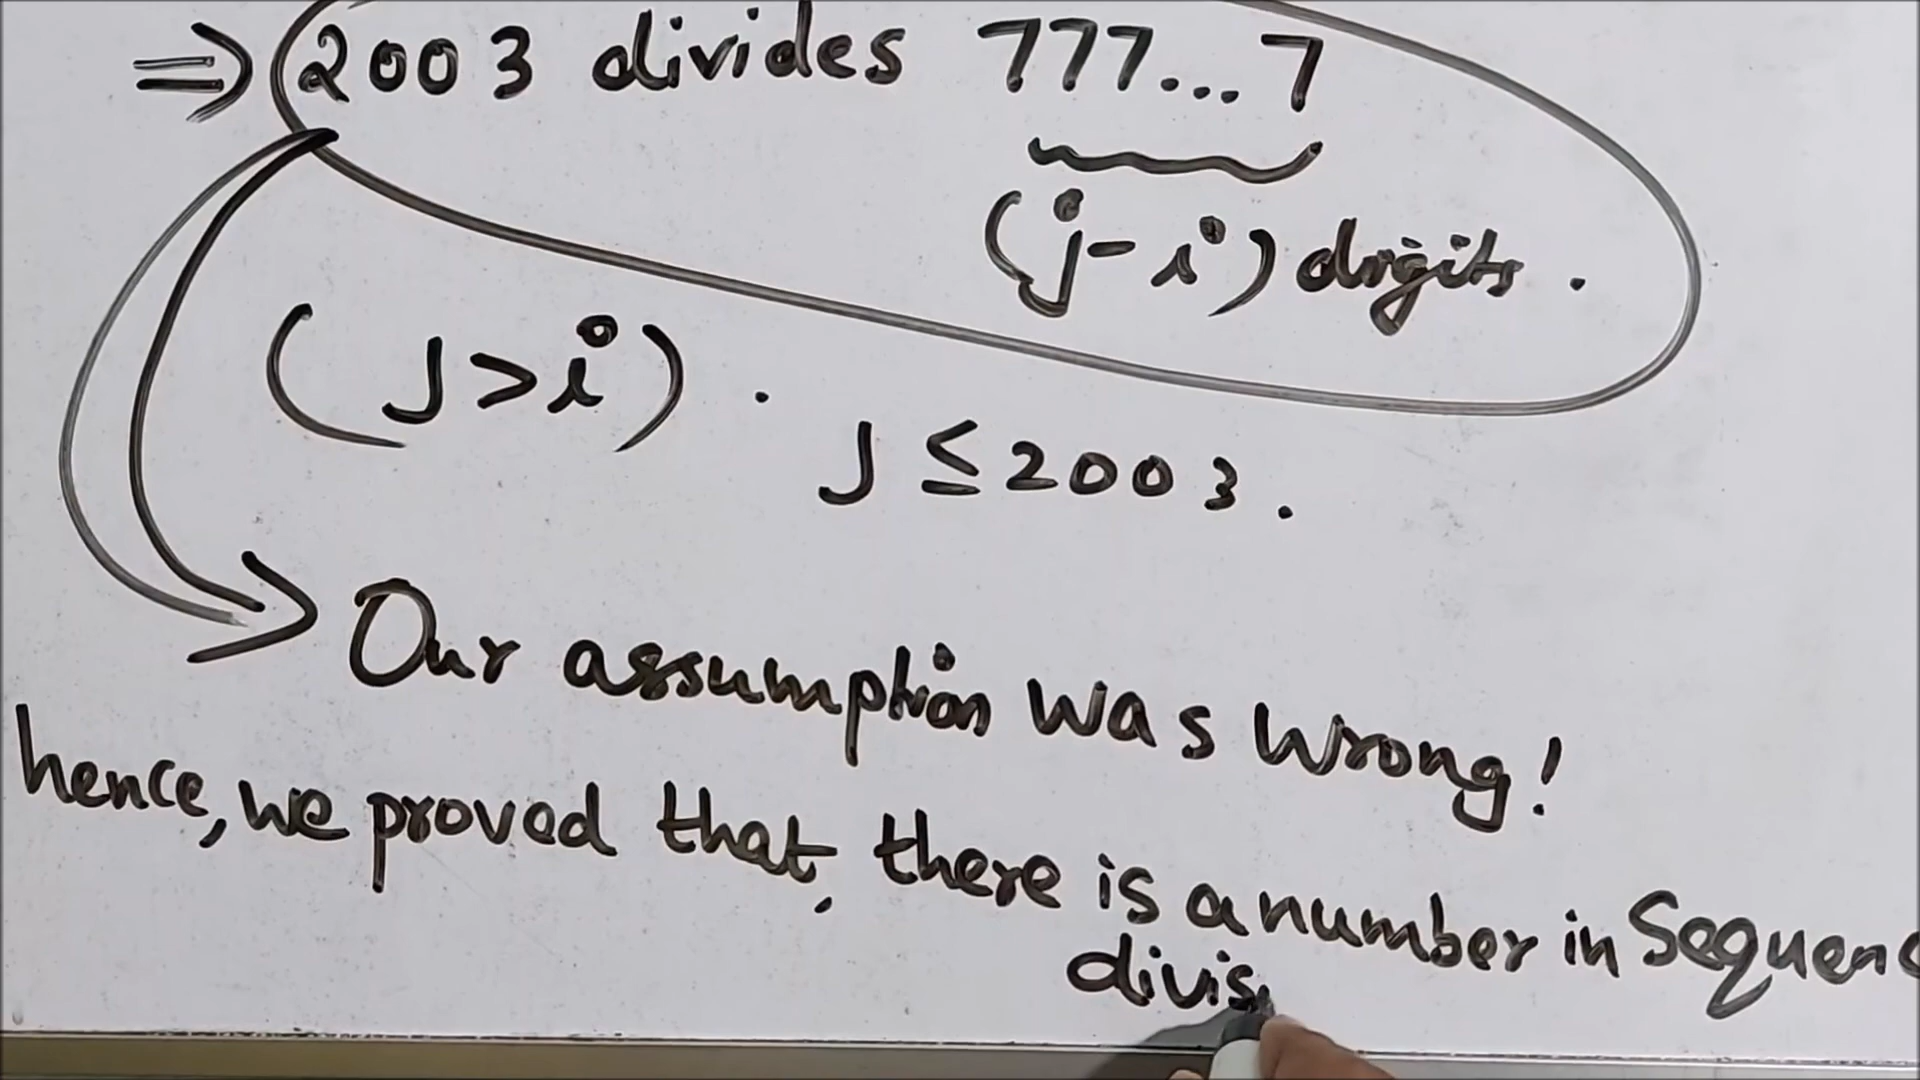 ⇒ 2003 divides 777...7
(j-i) digits.
(J>i).
J ≤ 2003.
Our assumption was wrong!
hence, we proved that, there is a number in Sequenc
divis